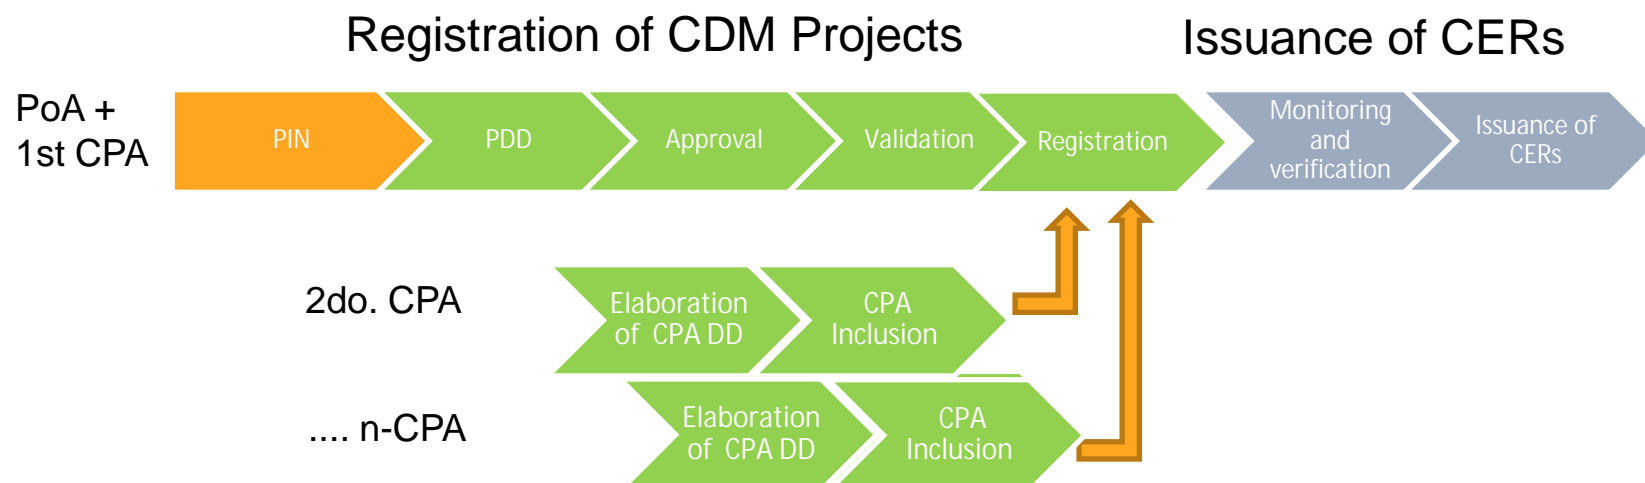 Registration of CDM Projects
Issuance of CERs
PoA +
1st CPA
PIN
PDD
Approval
Validation
Registration
Monitoring
and
verification
Issuance of
CERs
2do. CPA
Elaboration
of CPA DD
CPA
Inclusion
.... n-CPA
Elaboration
of CPA DD
CPA
Inclusion